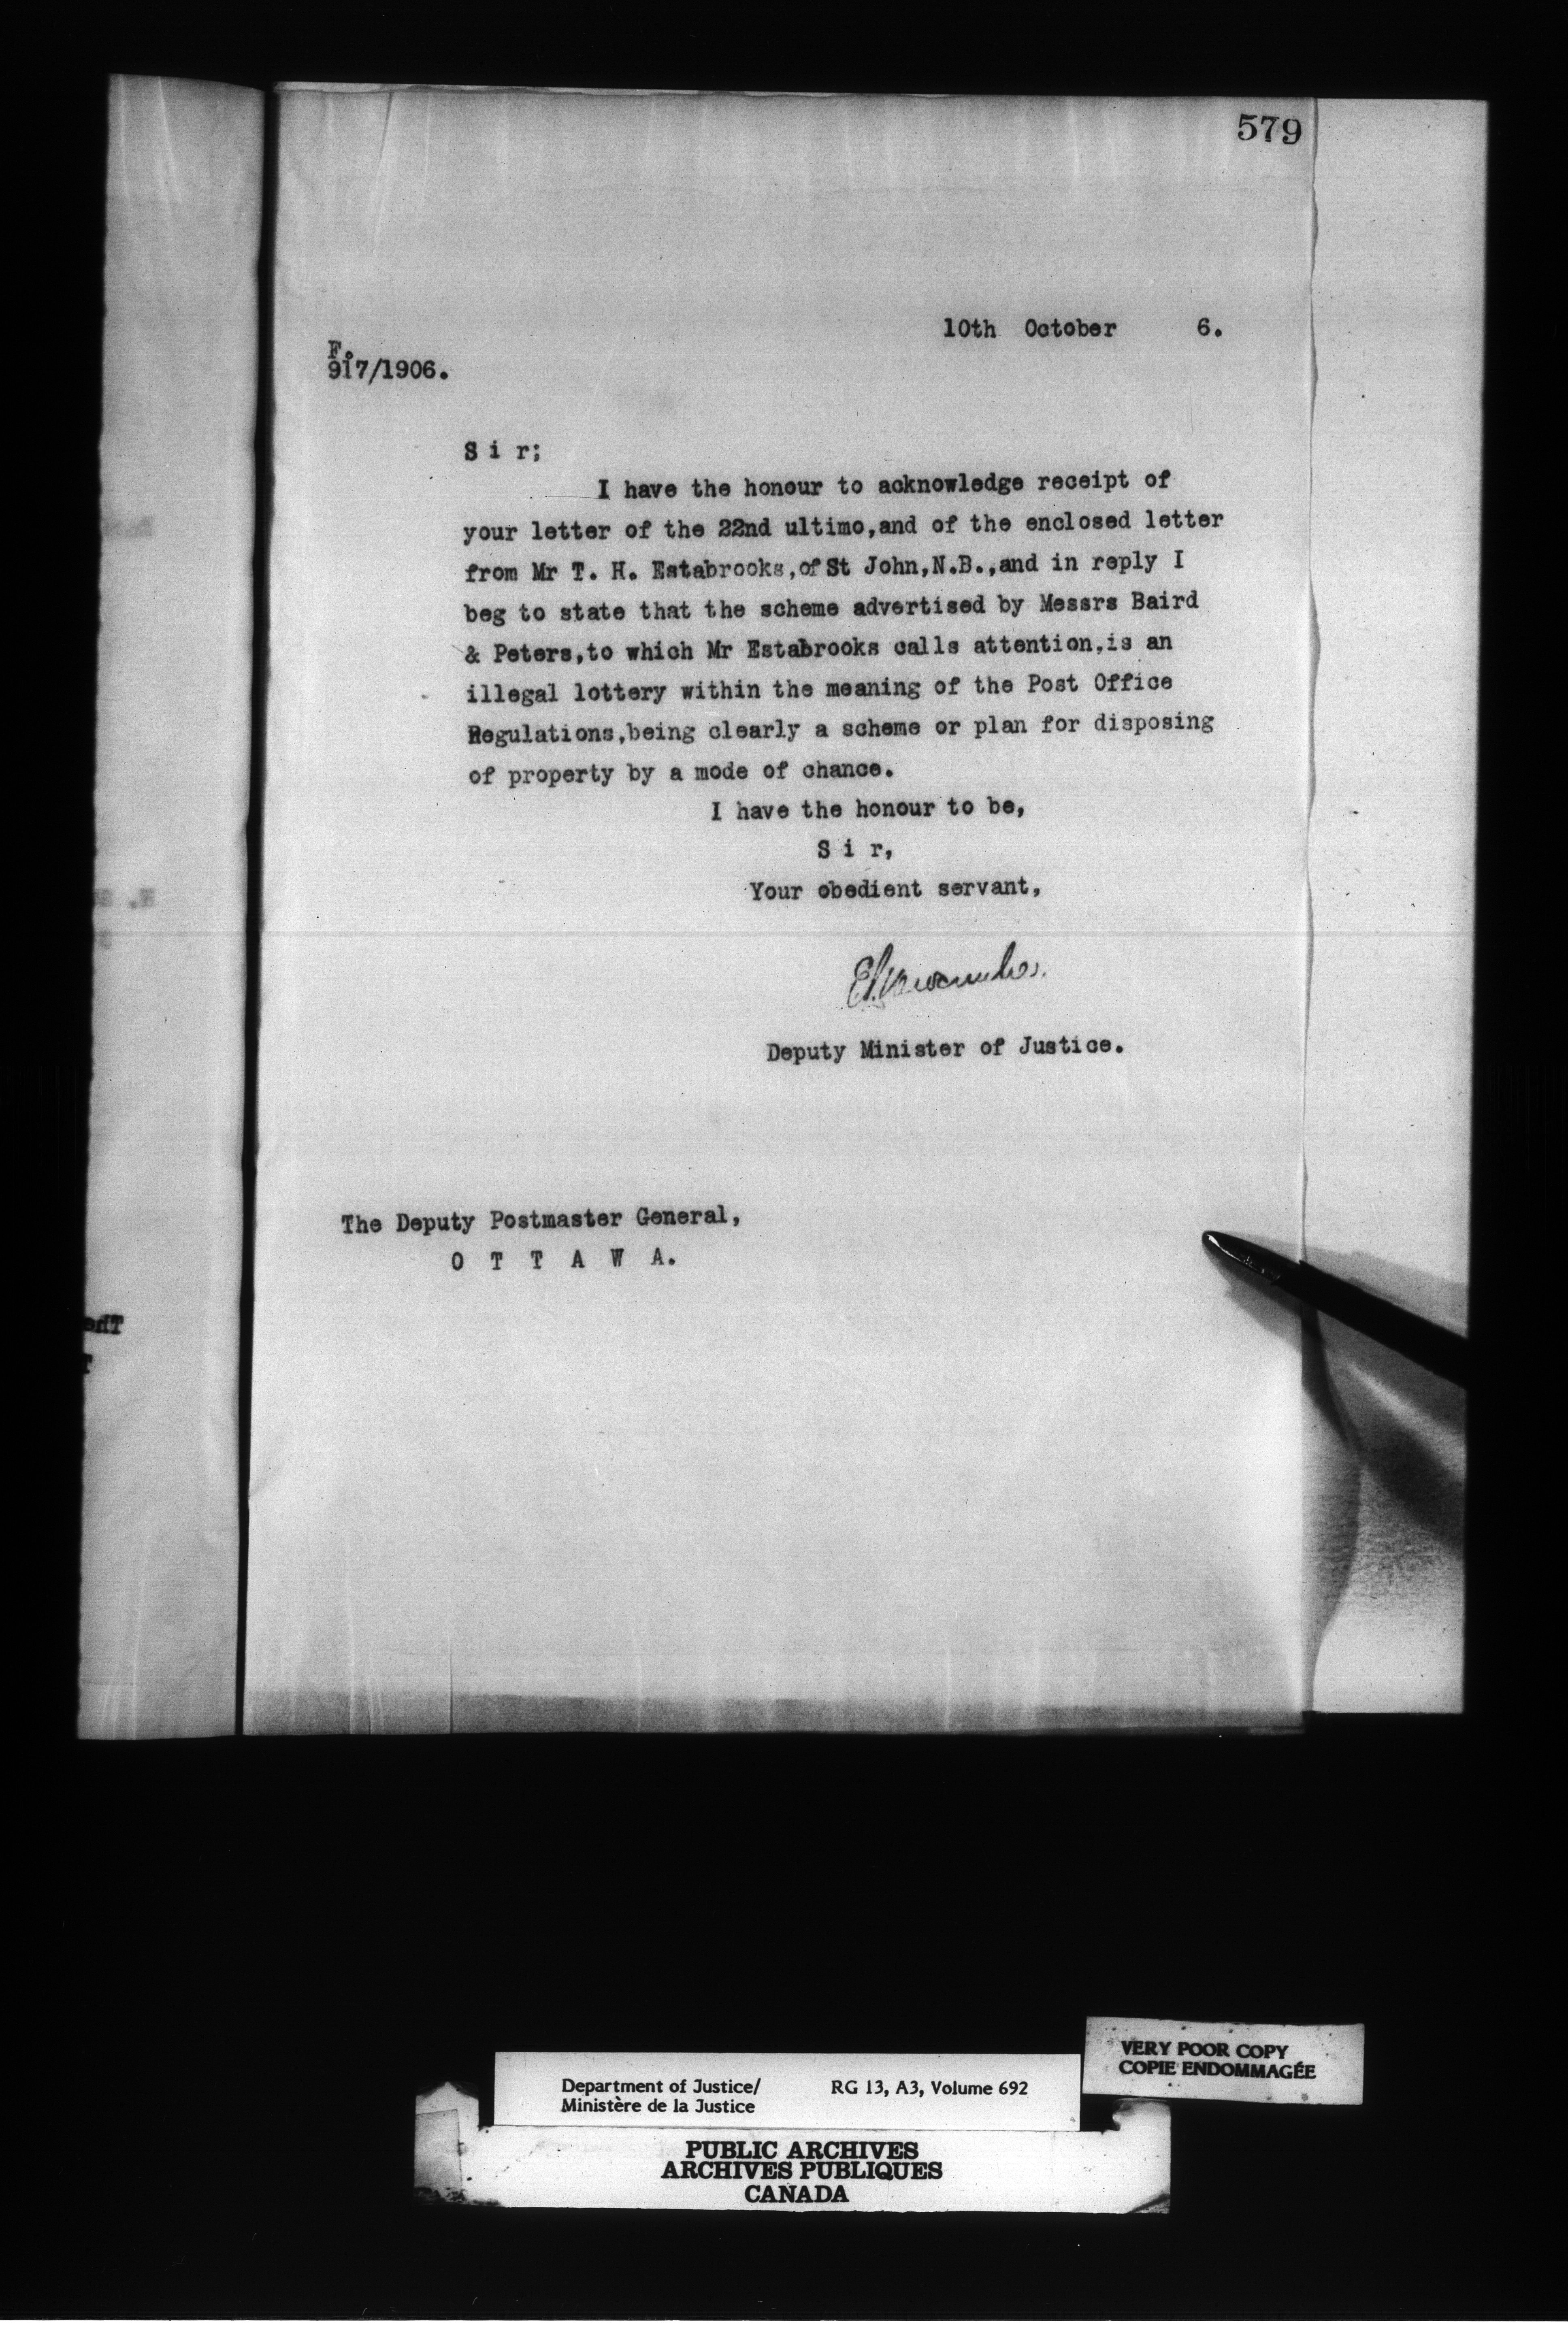 579
10th October 6.
F.
917/1906.
S i r;
I have the honour to acknowledge receipt of
your letter of the 22nd ultimo,and of the enclosed letter
from Mr T. H. Estabrooks,of St John,N.B.,and in reply I
beg to state that the scheme advertised by Messrs Baird
& Peters,to which Mr Estabrooks calls attention,is an
illegal lottery within the meaning of the Post Office
Regulations,being clearly a scheme or plan for disposing
of property by a mode of chance.
I have the honour to be,
S i r,
Your obedient servant,
Deputy Minister of Justice.
The Deputy Postmaster General,
O T T A W A.
VERY POOR COPY
COPIE ENDOMMAGÉE
Department of Justice/ RG 13, A3, Volume 692
Ministère de la Justice
PUBLIC ARCHIVES
ARCHIVES PUBLIQUES
CANADA